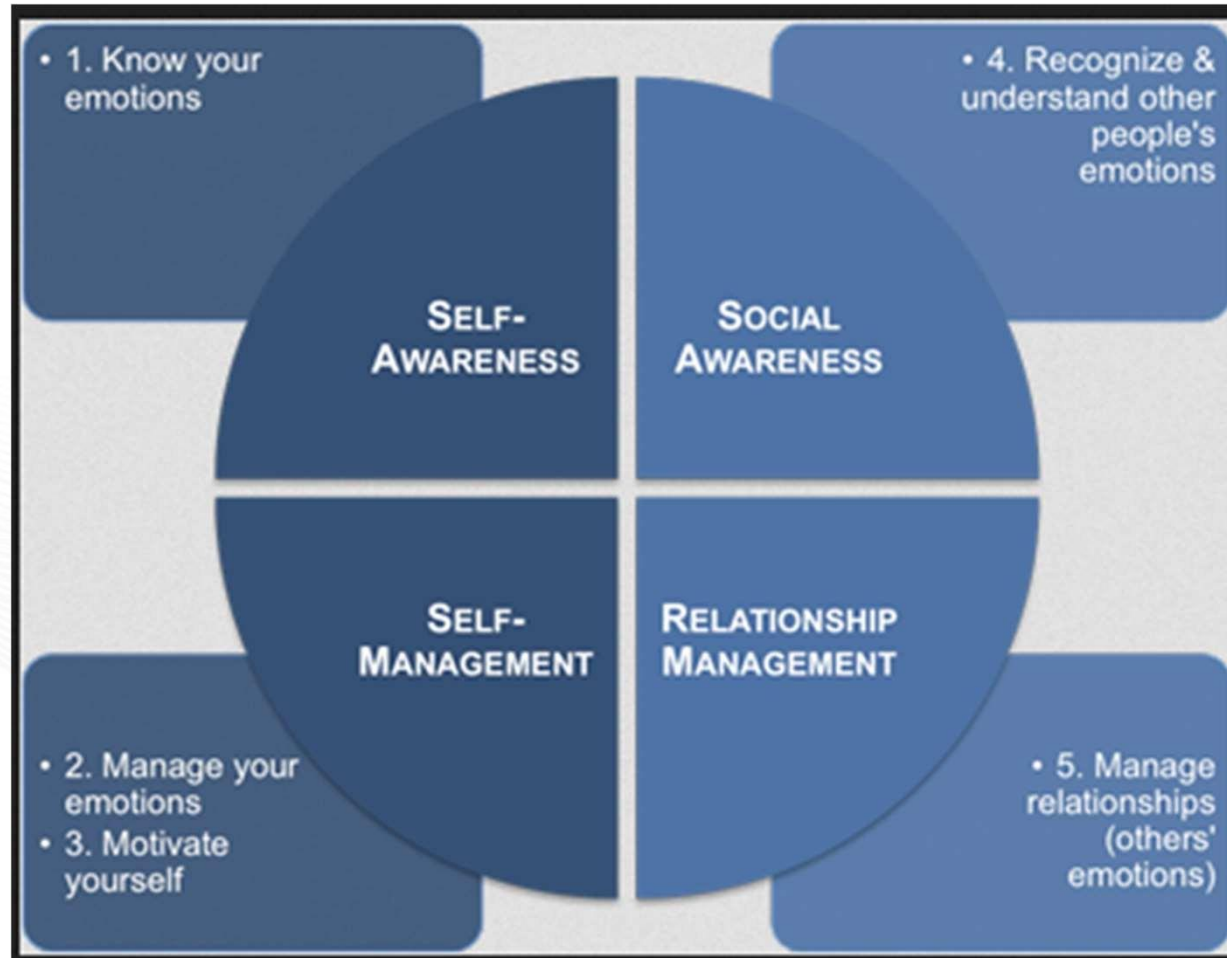 • 1. Know your
emotions
• 4. Recognize &
understand other
people's
emotions
SELF-
AWARENESS
SOCIAL
AWARENESS
SELF-
MANAGEMENT
RELATIONSHIP
MANAGEMENT
• 2. Manage your
emotions
• 3. Motivate
yourself
• 5. Manage
relationships
(others'
emotions)